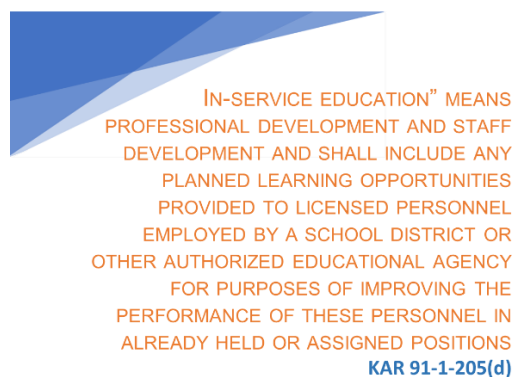 IN-SERVICE EDUCATION” MEANS
PROFESSIONAL DEVELOPMENT AND STAFF
DEVELOPMENT AND SHALL INCLUDE ANY
PLANNED LEARNING OPPORTUNITIES
PROVIDED TO LICENSED PERSONNEL
EMPLOYED BY A SCHOOL DISTRICT OR
OTHER AUTHORIZED EDUCATIONAL AGENCY
FOR PURPOSES OF IMPROVING THE
PERFORMANCE OF THESE PERSONNEL IN
ALREADY HELD OR ASSIGNED POSITIONS
KAR 91-1-205(d)